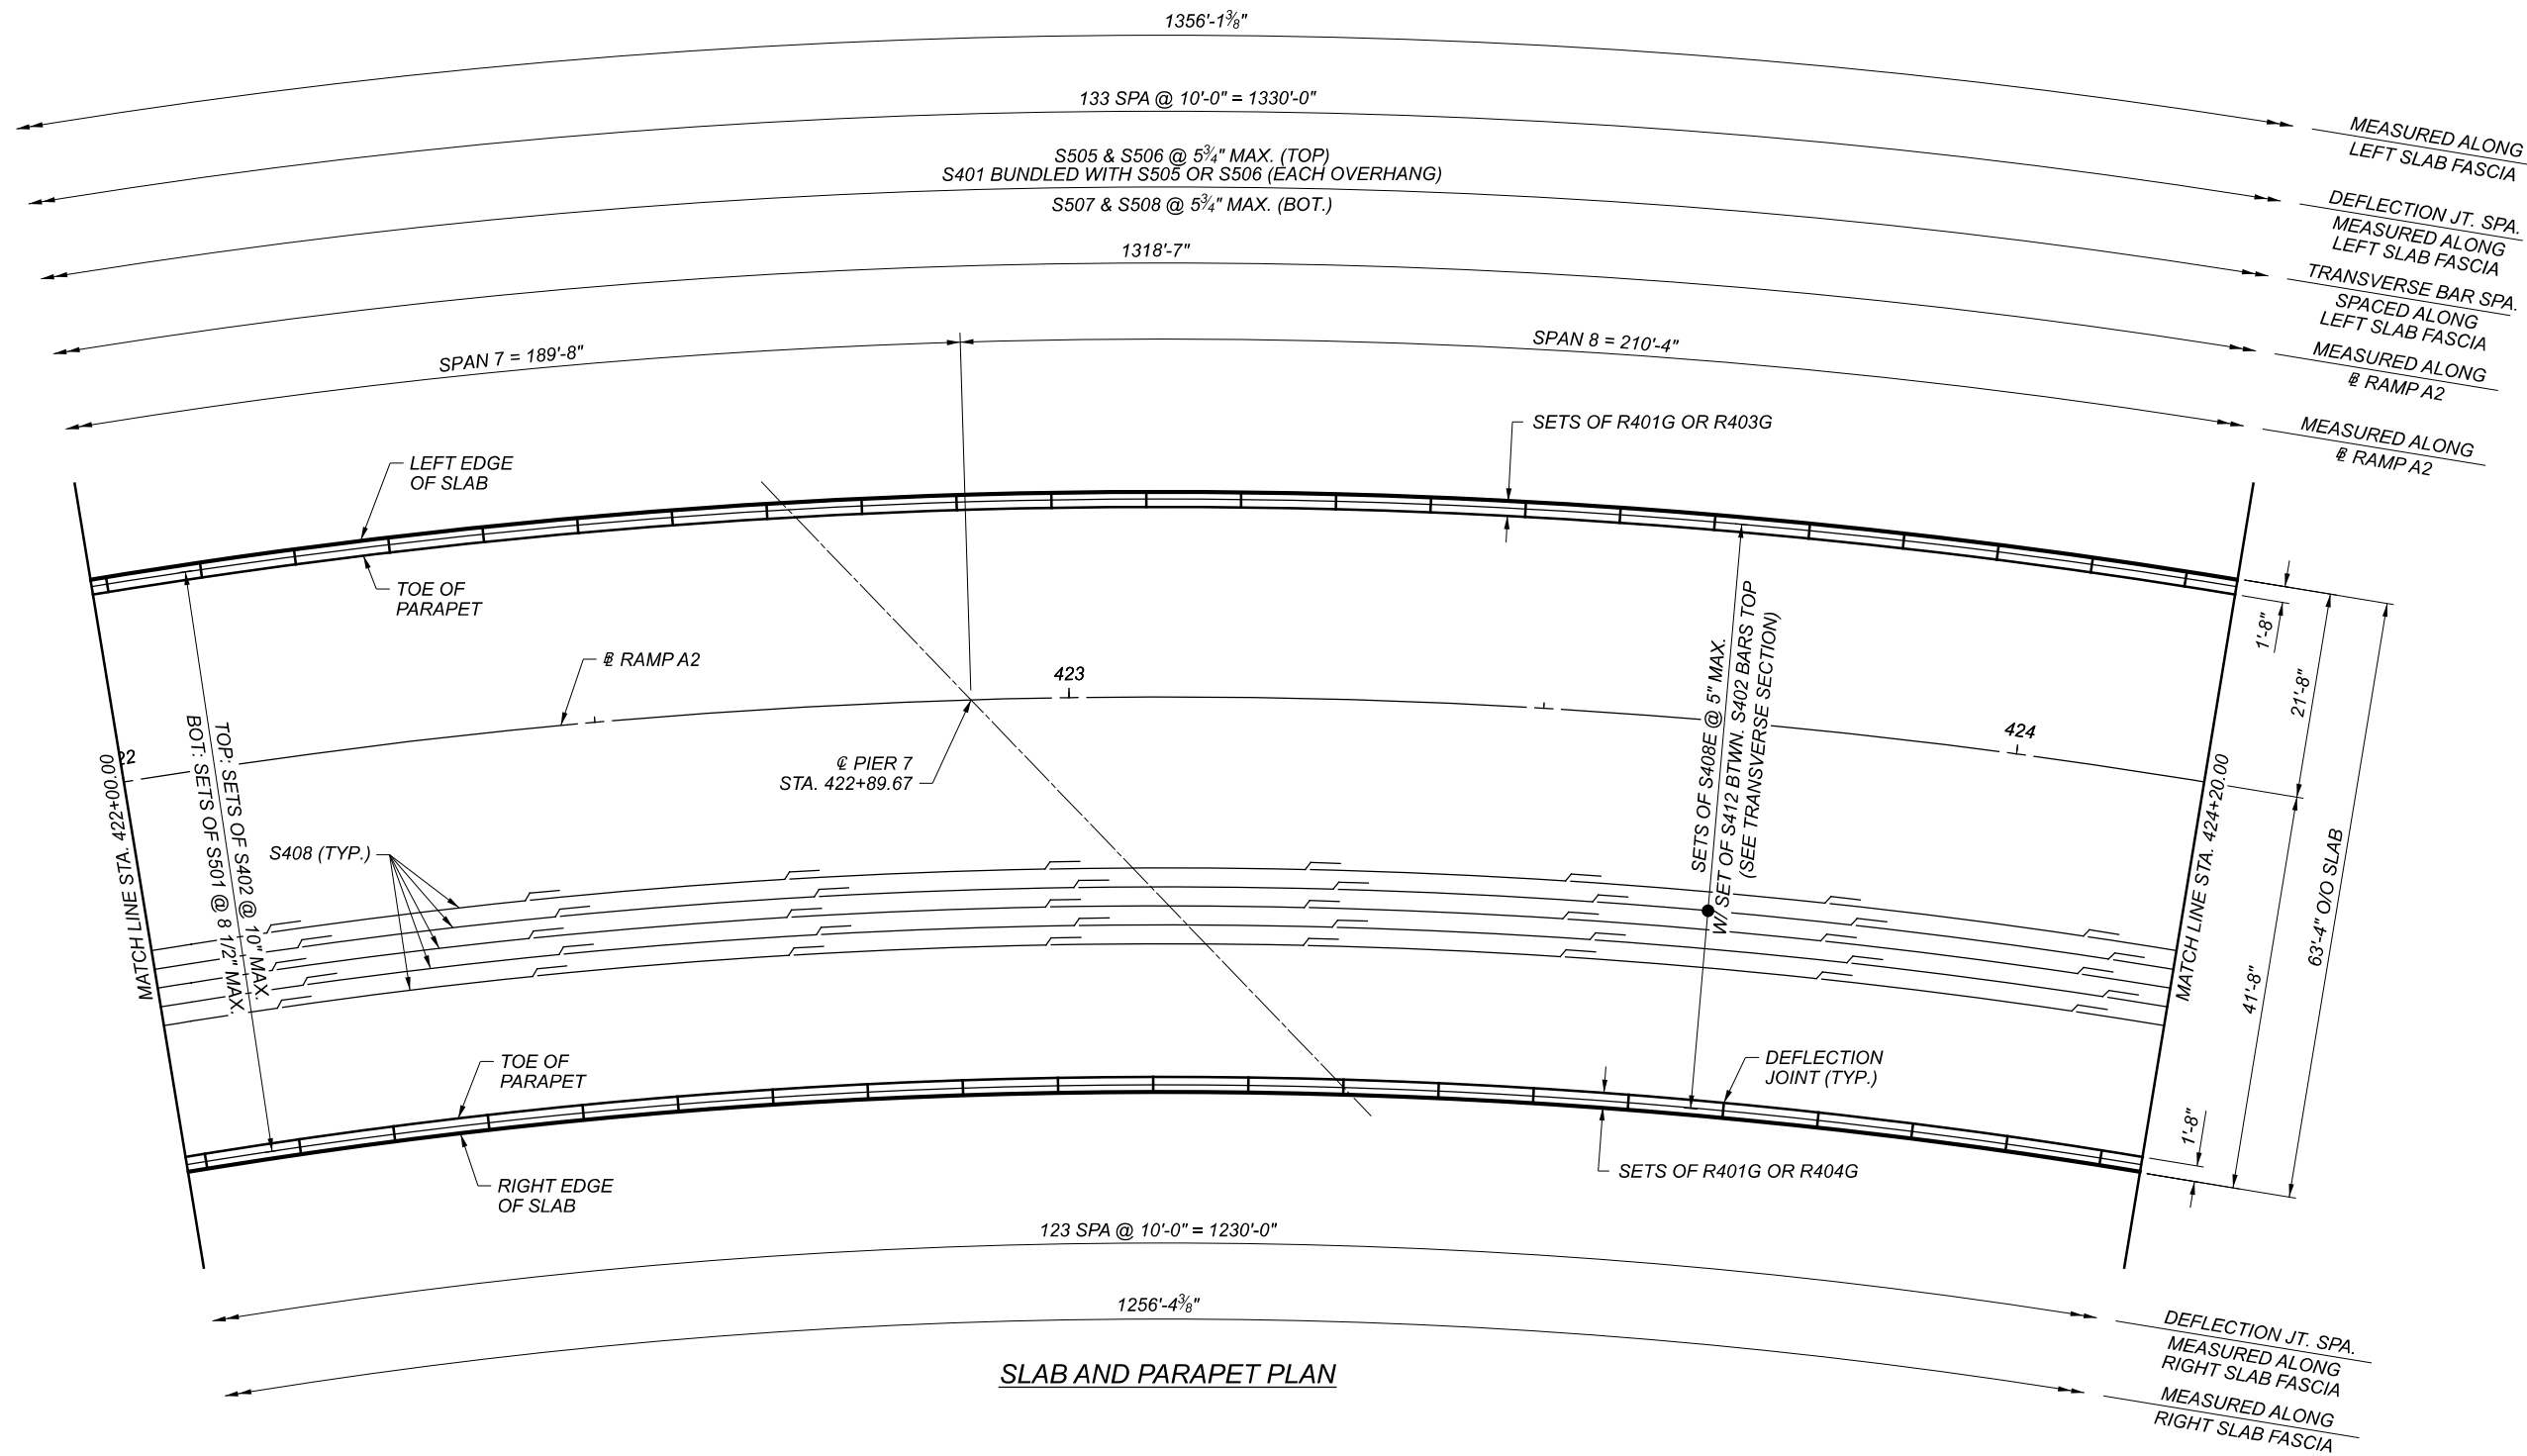 1356'-1⅜"
133 SPA @ 10'-0" = 1330'-0"
S505 & S506 @ 5¾" MAX. (TOP)
S401 BUNDLED WITH S505 OR S506 (EACH OVERHANG)
S507 & S508 @ 5¾" MAX. (BOT.)
1318'-7"
SPAN 7 = 189'-8"
SPAN 8 = 210'-4"
MEASURED ALONG
LEFT SLAB FASCIA
DEFLECTION JT. SPA.
MEASURED ALONG
LEFT SLAB FASCIA
TRANSVERSE BAR SPA.
SPACED ALONG
LEFT SLAB FASCIA
MEASURED ALONG
℄ RAMP A2
MEASURED ALONG
℄ RAMP A2
SETS OF R401G OR R403G
LEFT EDGE
OF SLAB
TOE OF
PARAPET
℄ RAMP A2
423
424
22
℄ PIER 7
STA. 422+89.67
MATCH LINE STA. 422+00.00
TOP: SETS OF S402 @ 10" MAX.
BOT: SETS OF S501 @ 8 1/2" MAX.
S408 (TYP.)
SETS OF S408E @ 5" MAX.
W/ SET OF S412 BTWN. S402 BARS TOP
(SEE TRANSVERSE SECTION)
MATCH LINE STA. 424+20.00
1'-8"
21'-8"
41'-8"
63'-4" O/O SLAB
1'-8"
TOE OF
PARAPET
DEFLECTION
JOINT (TYP.)
RIGHT EDGE
OF SLAB
SETS OF R401G OR R404G
123 SPA @ 10'-0" = 1230'-0"
1256'-4⅜"
DEFLECTION JT. SPA.
MEASURED ALONG
RIGHT SLAB FASCIA
MEASURED ALONG
RIGHT SLAB FASCIA
SLAB AND PARAPET PLAN